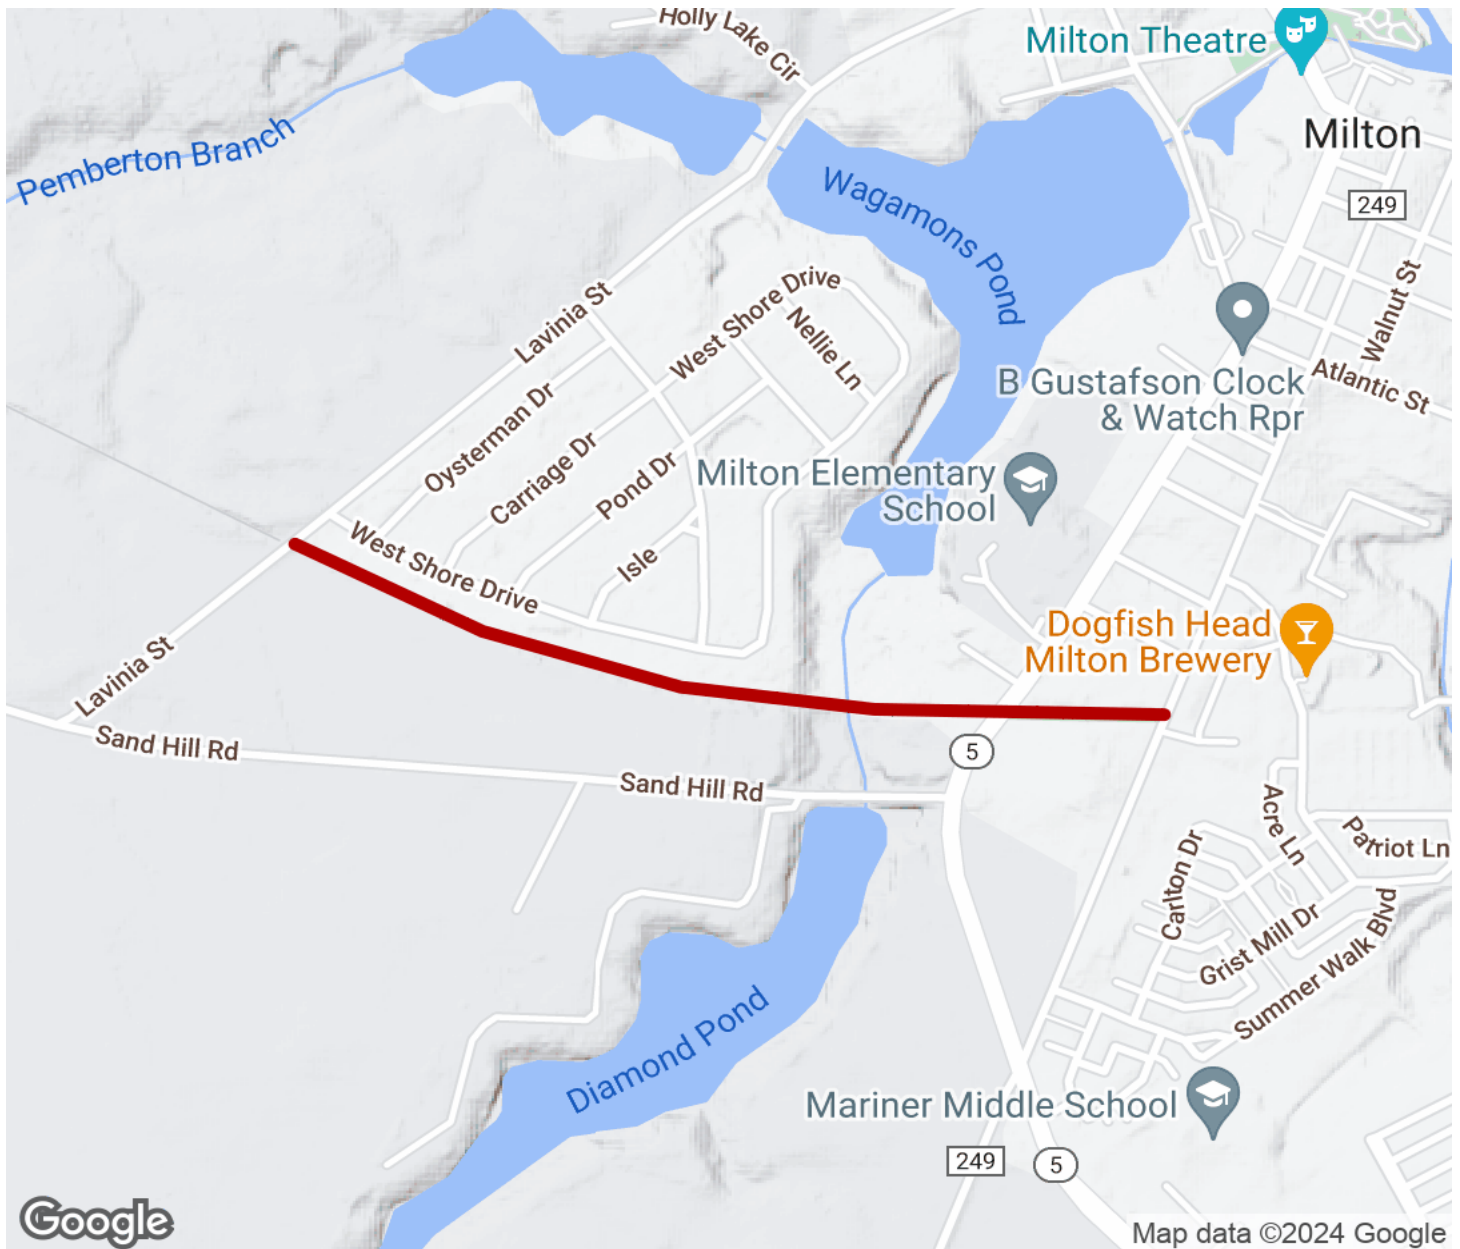 Holly Lake Cir
Milton Theatre
Milton
Pemberton Branch
249
Wagamons Pond
West Shore Drive
Lavinia St
Nellie Ln
Walnut St
Atlantic St
B Gustafson Clock
& Watch Rpr
Oysterman Dr
Carriage Dr
Pond Dr
Milton Elementary
School
Isle
West Shore Drive
Dogfish Head
Milton Brewery
Lavinia St
Sand Hill Rd
5
Sand Hill Rd
Acre Ln
Patriot Ln
Carlton Dr
Grist Mill Dr
Summer Walk Blvd
Diamond Pond
Mariner Middle School
249
5
Google
Map data ©2024 Google